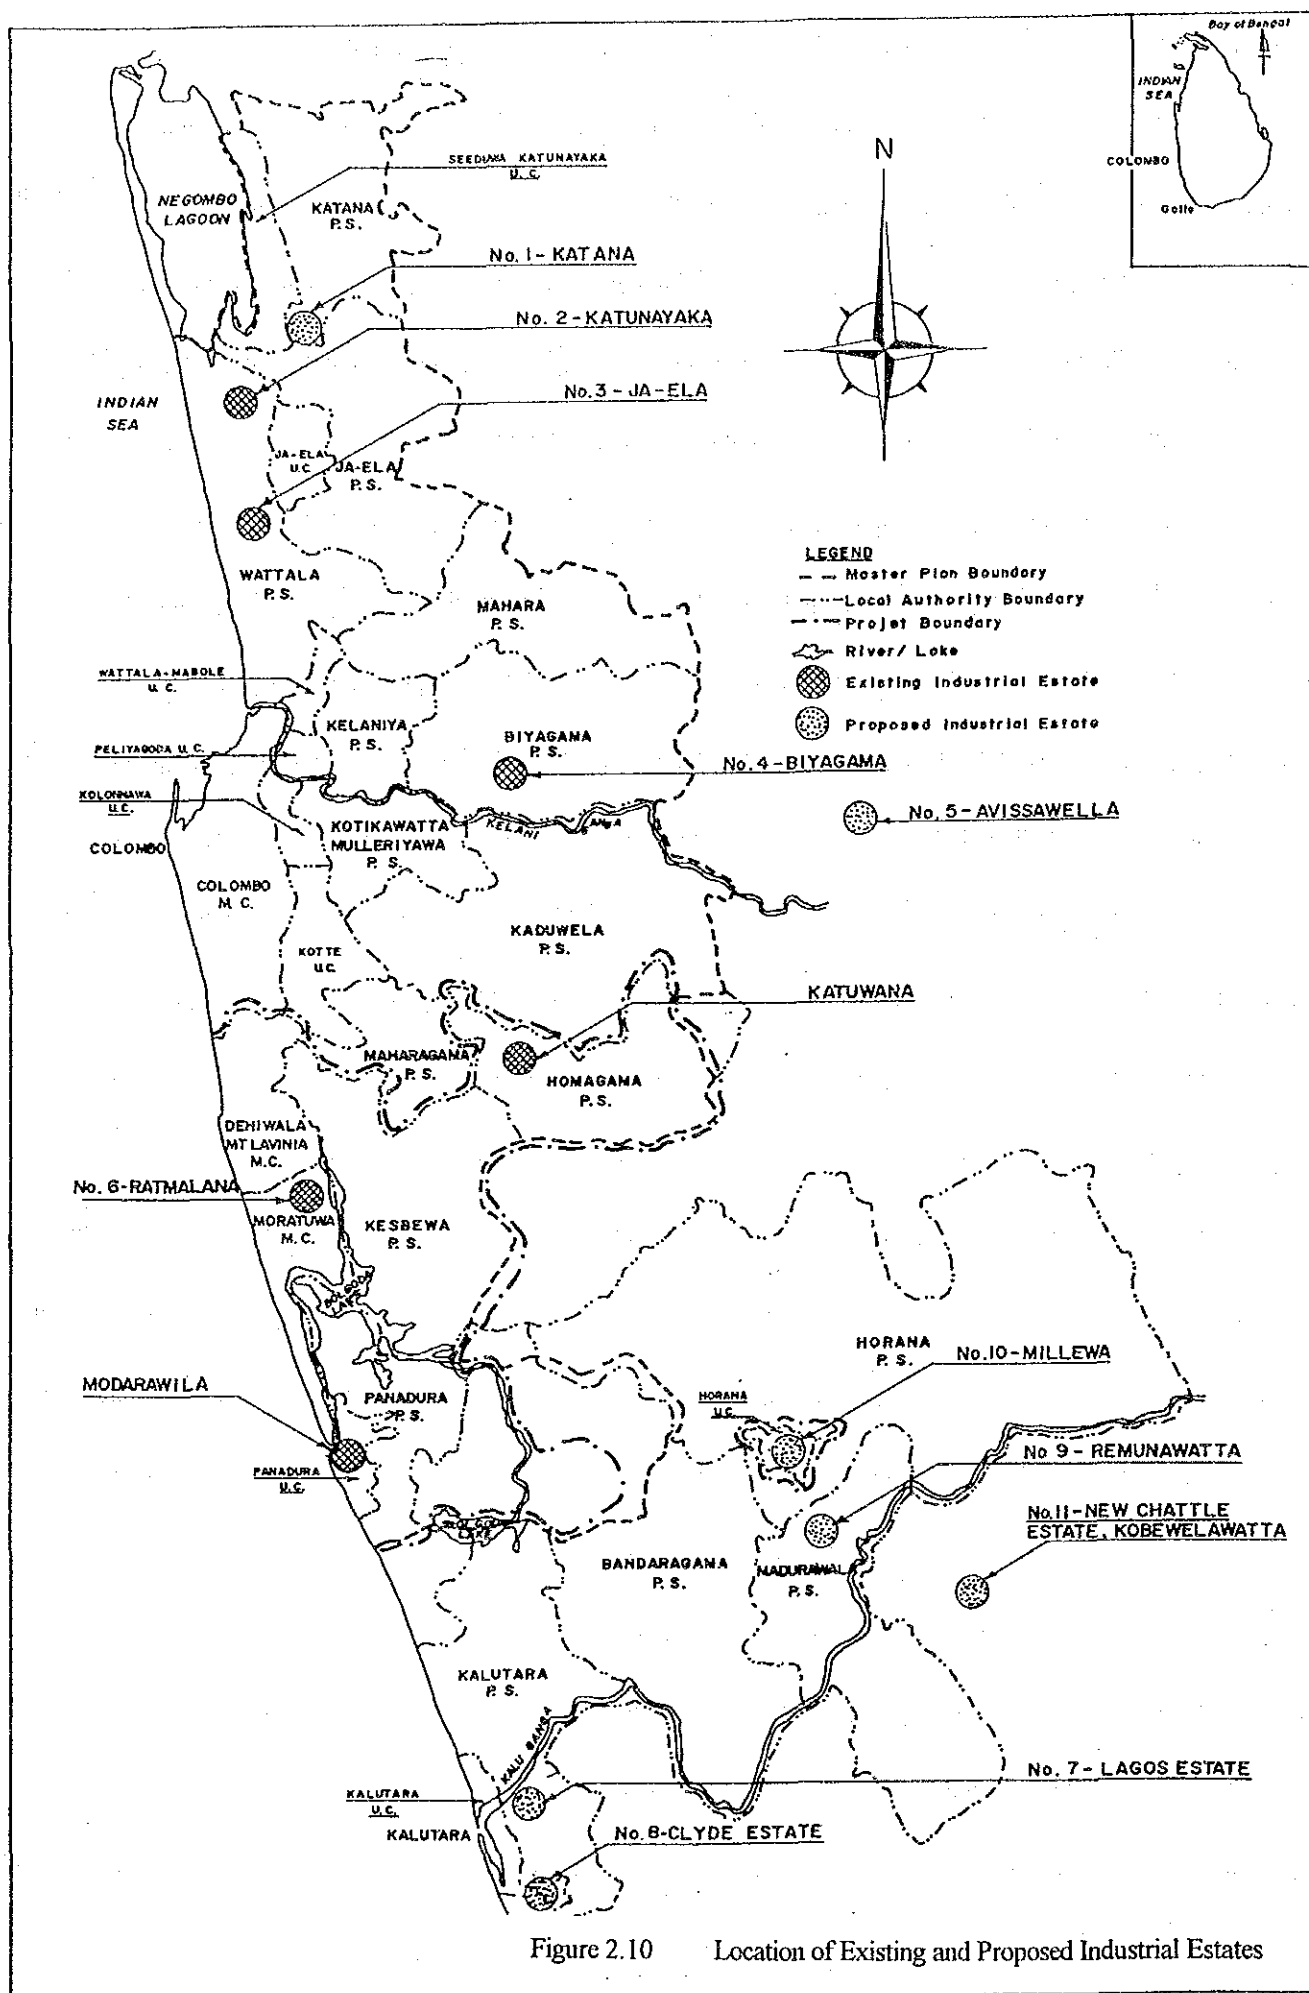 Bay of Bengal
INDIAN
SEA
COLOMBO
Galle
N
SEEDUWA KATUNAYAKA
U.C.
NEGOMBO
LAGOON
KATANA
P.S.
No. 1 - KATANA
No. 2 - KATUNAYAKA
No. 3 - JA-ELA
INDIAN
SEA
JA-ELA
U.C.
JA-ELA
P.S.
WATTALA
P.S.
MAHARA
P.S.
LEGEND
Master Plan Boundary
Local Authority Boundary
Projet Boundary
River/ Lake
Existing Industrial Estate
Proposed Industrial Estate
WATTALA-MABOLE
U.C.
KELANIYA
P.S.
BIYAGAMA
P.S.
PELIYAGODA U.C.
No. 4 - BIYAGAMA
KOLONNAWA
U.C.
No. 5 - AVISSAWELLA
KOTIKAWATTA
MULLERIYAWA
P.S.
KELANI GANGA
COLOMBO
COLOMBO
M.C.
KADUWELA
P.S.
KOTTE
U.C.
KATUWANA
MAHARAGAMA
P.S.
HOMAGAMA
P.S.
DEHIWALA
MT LAVINIA
M.C.
No. 6-RATMALANA
MORATUWA
M.C.
KESBEWA
P.S.
BOLGODA
LAKE
HORANA
P.S.
No.10-MILLEWA
MODARAWILA
PANADURA
P.S.
HORANA
U.C.
No 9 - REMUNAWATTA
PANADURA
U.C.
No.11-NEW CHATTLE
ESTATE, KOBEWELAWATTA
LAKE
BANDARAGAMA
P.S.
MADURAWAL
P.S.
KALUTARA
P.S.
KALU GANGA
No. 7 - LAGOS ESTATE
KALUTARA
U.C.
KALUTARA
No. 8-CLYDE ESTATE
Figure 2.10 Location of Existing and Proposed Industrial Estates